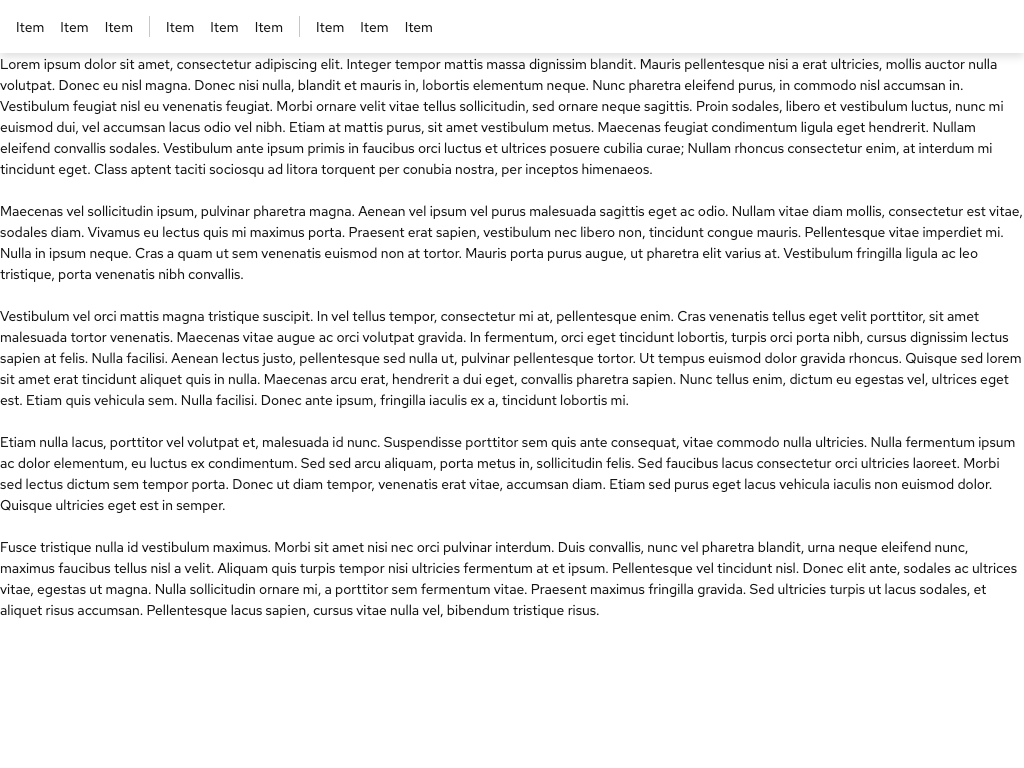 Item Item Item Item Item Item Item Item Item
Lorem ipsum dolor sit amet, consectetur adipiscing elit. Integer tempor mattis massa dignissim blandit. Mauris pellentesque nisi a erat ultricies, mollis auctor nulla
volutpat. Donec eu nisl magna. Donec nisi nulla, blandit et mauris in, lobortis elementum neque. Nunc pharetra eleifend purus, in commodo nisl accumsan in.
Vestibulum feugiat nisl eu venenatis feugiat. Morbi ornare velit vitae tellus sollicitudin, sed ornare neque sagittis. Proin sodales, libero et vestibulum luctus, nunc mi
euismod dui, vel accumsan lacus odio vel nibh. Etiam at mattis purus, sit amet vestibulum metus. Maecenas feugiat condimentum ligula eget hendrerit. Nullam
eleifend convallis sodales. Vestibulum ante ipsum primis in faucibus orci luctus et ultrices posuere cubilia curae; Nullam rhoncus consectetur enim, at interdum mi
tincidunt eget. Class aptent taciti sociosqu ad litora torquent per conubia nostra, per inceptos himenaeos.
Maecenas vel sollicitudin ipsum, pulvinar pharetra magna. Aenean vel ipsum vel purus malesuada sagittis eget ac odio. Nullam vitae diam mollis, consectetur est vitae,
sodales diam. Vivamus eu lectus quis mi maximus porta. Praesent erat sapien, vestibulum nec libero non, tincidunt congue mauris. Pellentesque vitae imperdiet mi.
Nulla in ipsum neque. Cras a quam ut sem venenatis euismod non at tortor. Mauris porta purus augue, ut pharetra elit varius at. Vestibulum fringilla ligula ac leo
tristique, porta venenatis nibh convallis.
Vestibulum vel orci mattis magna tristique suscipit. In vel tellus tempor, consectetur mi at, pellentesque enim. Cras venenatis tellus eget velit porttitor, sit amet
malesuada tortor venenatis. Maecenas vitae augue ac orci volutpat gravida. In fermentum, orci eget tincidunt lobortis, turpis orci porta nibh, cursus dignissim lectus
sapien at felis. Nulla facilisi. Aenean lectus justo, pellentesque sed nulla ut, pulvinar pellentesque tortor. Ut tempus euismod dolor gravida rhoncus. Quisque sed lorem
sit amet erat tincidunt aliquet quis in nulla. Maecenas arcu erat, hendrerit a dui eget, convallis pharetra sapien. Nunc tellus enim, dictum eu egestas vel, ultrices eget
est. Etiam quis vehicula sem. Nulla facilisi. Donec ante ipsum, fringilla iaculis ex a, tincidunt lobortis mi.
Etiam nulla lacus, porttitor vel volutpat et, malesuada id nunc. Suspendisse porttitor sem quis ante consequat, vitae commodo nulla ultricies. Nulla fermentum ipsum
ac dolor elementum, eu luctus ex condimentum. Sed sed arcu aliquam, porta metus in, sollicitudin felis. Sed faucibus lacus consectetur orci ultricies laoreet. Morbi
sed lectus dictum sem tempor porta. Donec ut diam tempor, venenatis erat vitae, accumsan diam. Etiam sed purus eget lacus vehicula iaculis non euismod dolor.
Quisque ultricies eget est in semper.
Fusce tristique nulla id vestibulum maximus. Morbi sit amet nisi nec orci pulvinar interdum. Duis convallis, nunc vel pharetra blandit, urna neque eleifend nunc,
maximus faucibus tellus nisl a velit. Aliquam quis turpis tempor nisi ultricies fermentum at et ipsum. Pellentesque vel tincidunt nisl. Donec elit ante, sodales ac ultrices
vitae, egestas ut magna. Nulla sollicitudin ornare mi, a porttitor sem fermentum vitae. Praesent maximus fringilla gravida. Sed ultricies turpis ut lacus sodales, et
aliquet risus accumsan. Pellentesque lacus sapien, cursus vitae nulla vel, bibendum tristique risus.